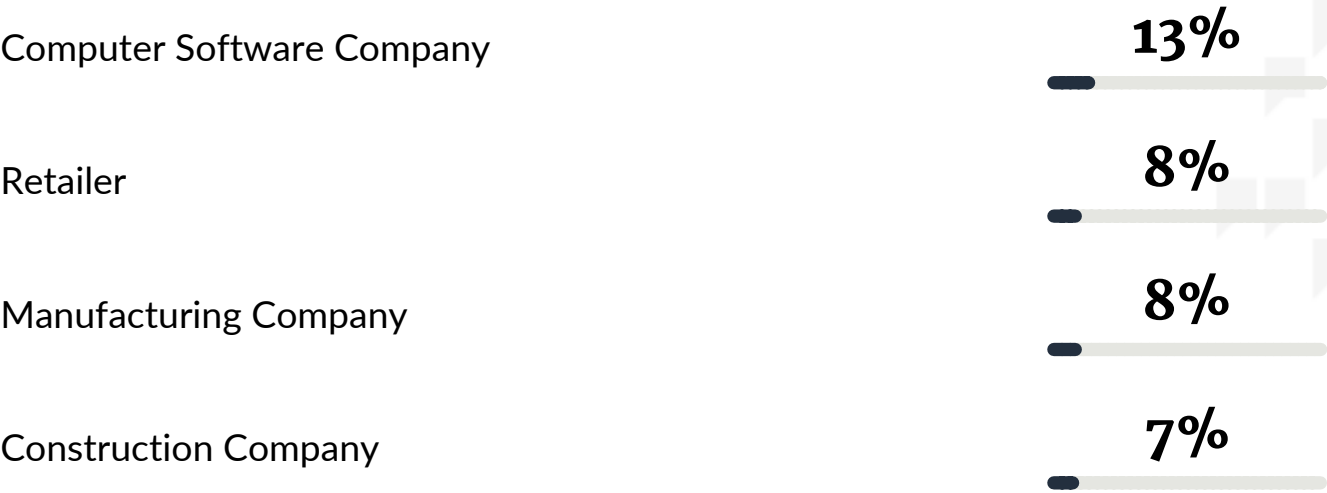 Computer Software Company 13%
Retailer 8%
Manufacturing Company 8%
Construction Company 7%